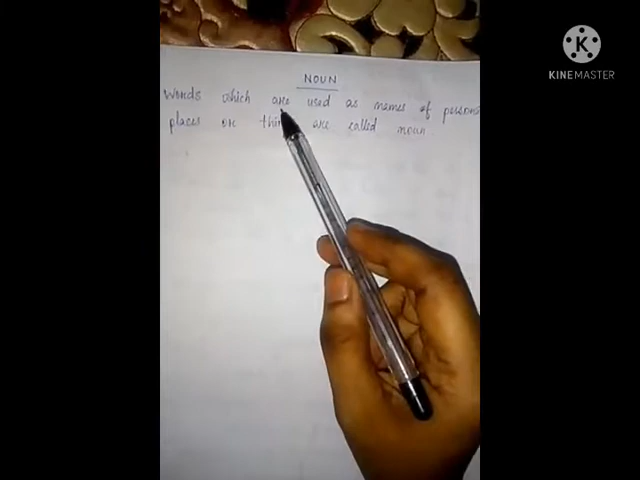 NOUN
Words which are used as names of persons
places or are called noun.
K
KINEMASTER